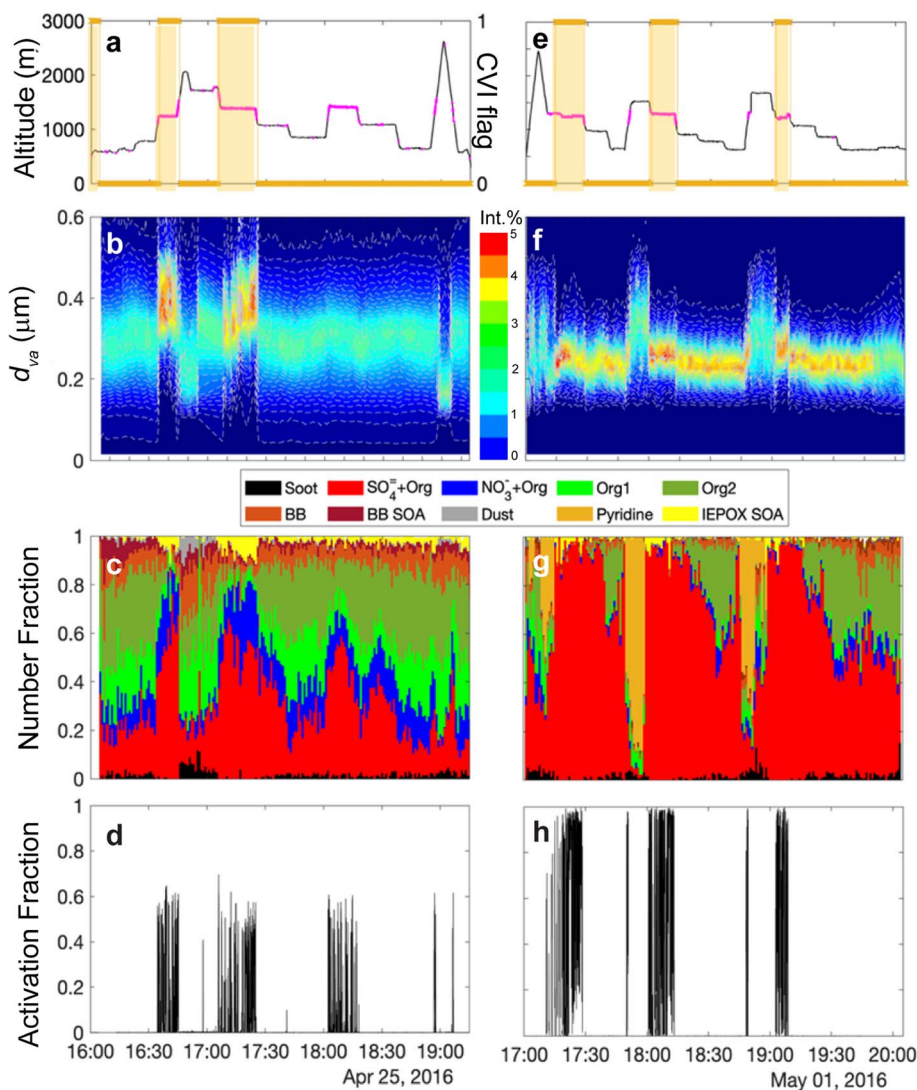 a
e
3000
2000
1000
0
Altitude (m)
1
0
CVI flag
b
f
0.6
0.4
0.2
0
d_va (μm)
Int.%
5
4
3
2
1
0
Soot
SO₄⁼+Org
NO₃⁻+Org
Org1
Org2
BB
BB SOA
Dust
Pyridine
IEPOX SOA
c
g
1
0.8
0.6
0.4
0.2
0
Number Fraction
d
h
1
0.8
0.6
0.4
0.2
0
Activation Fraction
16:00 16:30 17:00 17:30 18:00 18:30 19:00
Apr 25, 2016
17:00 17:30 18:00 18:30 19:00 19:30 20:00
May 01, 2016